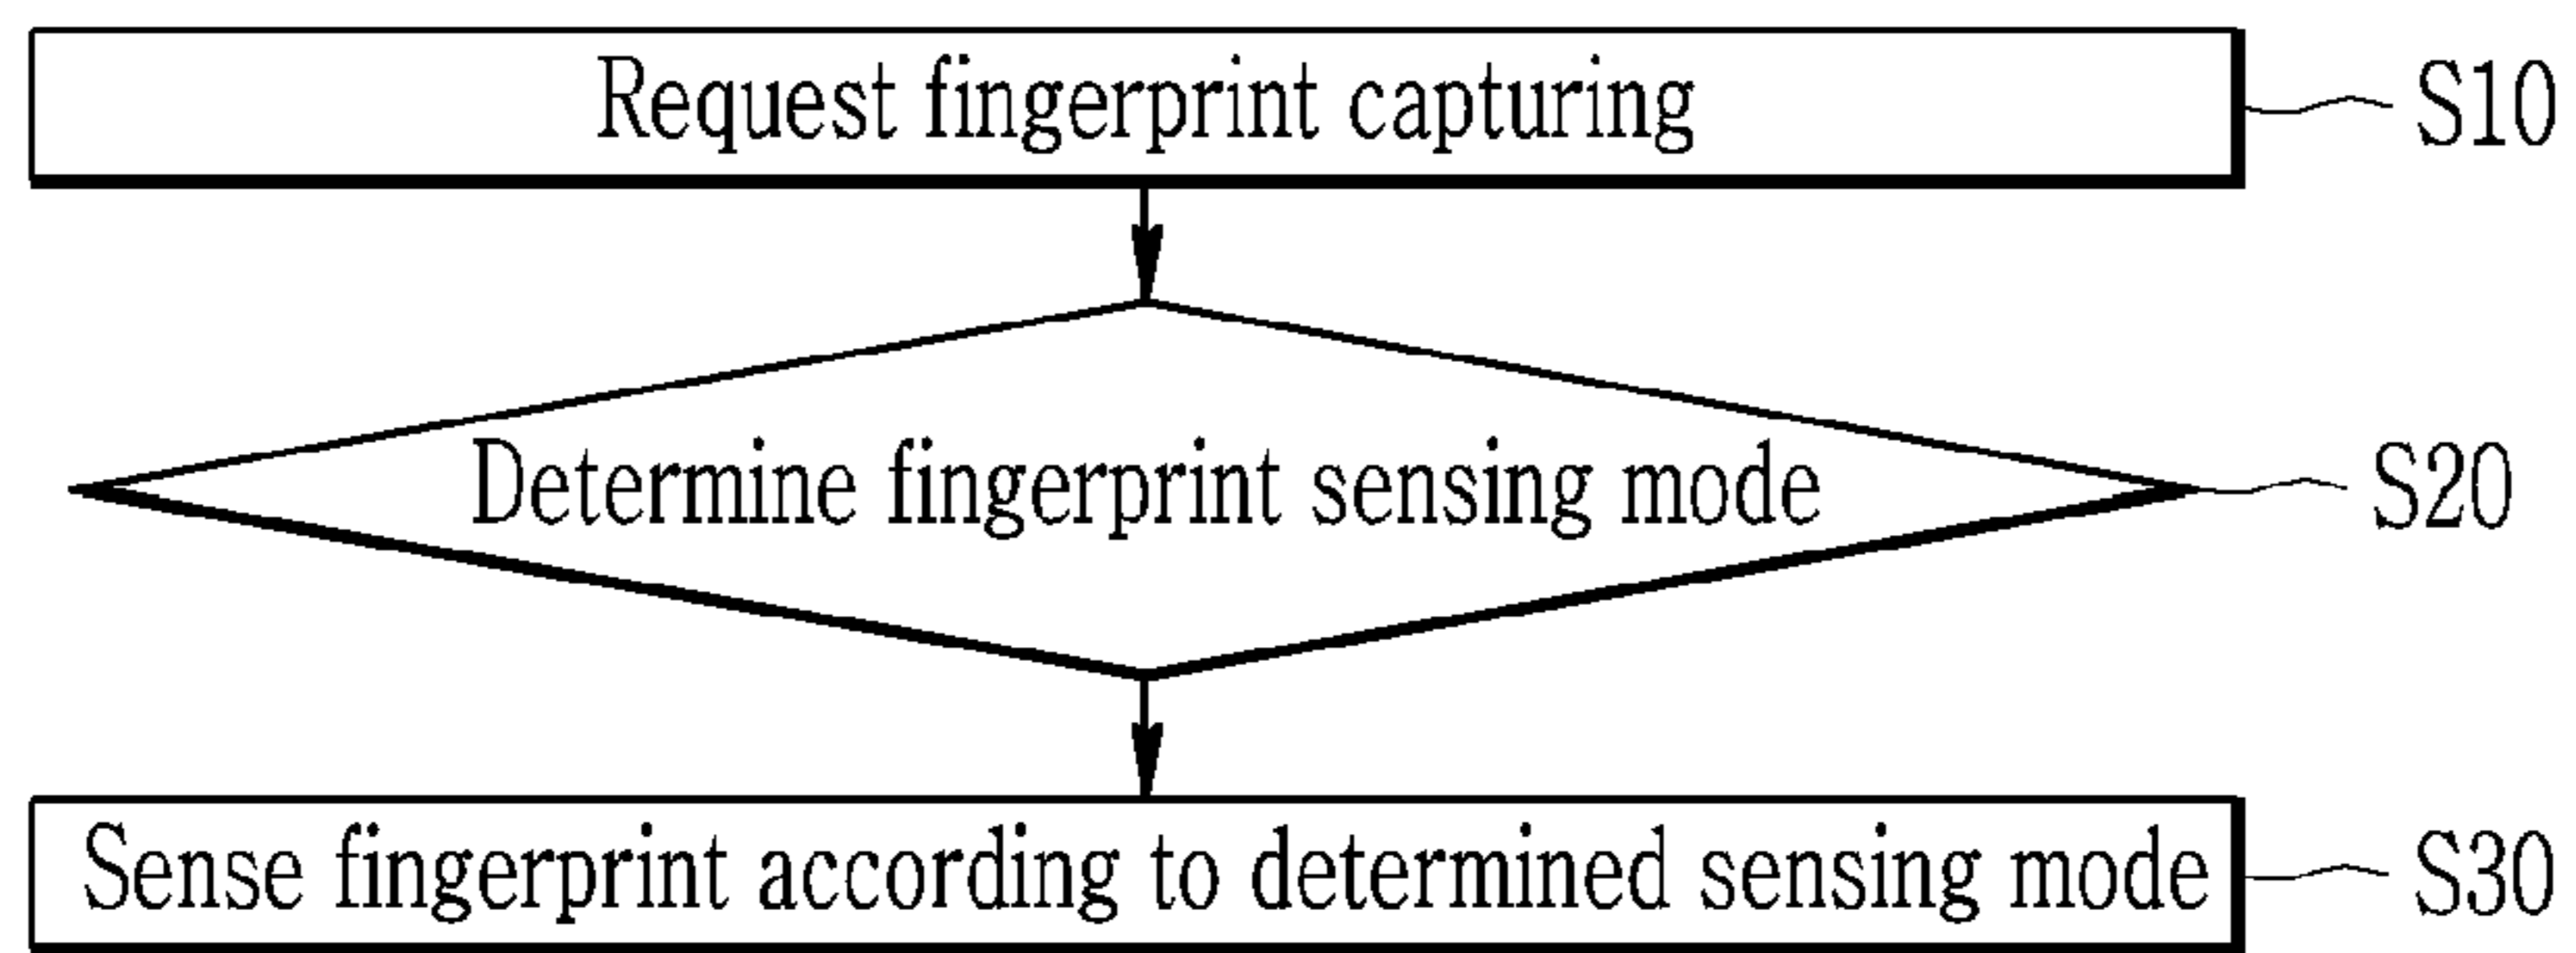 Request fingerprint capturing S10
Determine fingerprint sensing mode S20
Sense fingerprint according to determined sensing mode S30